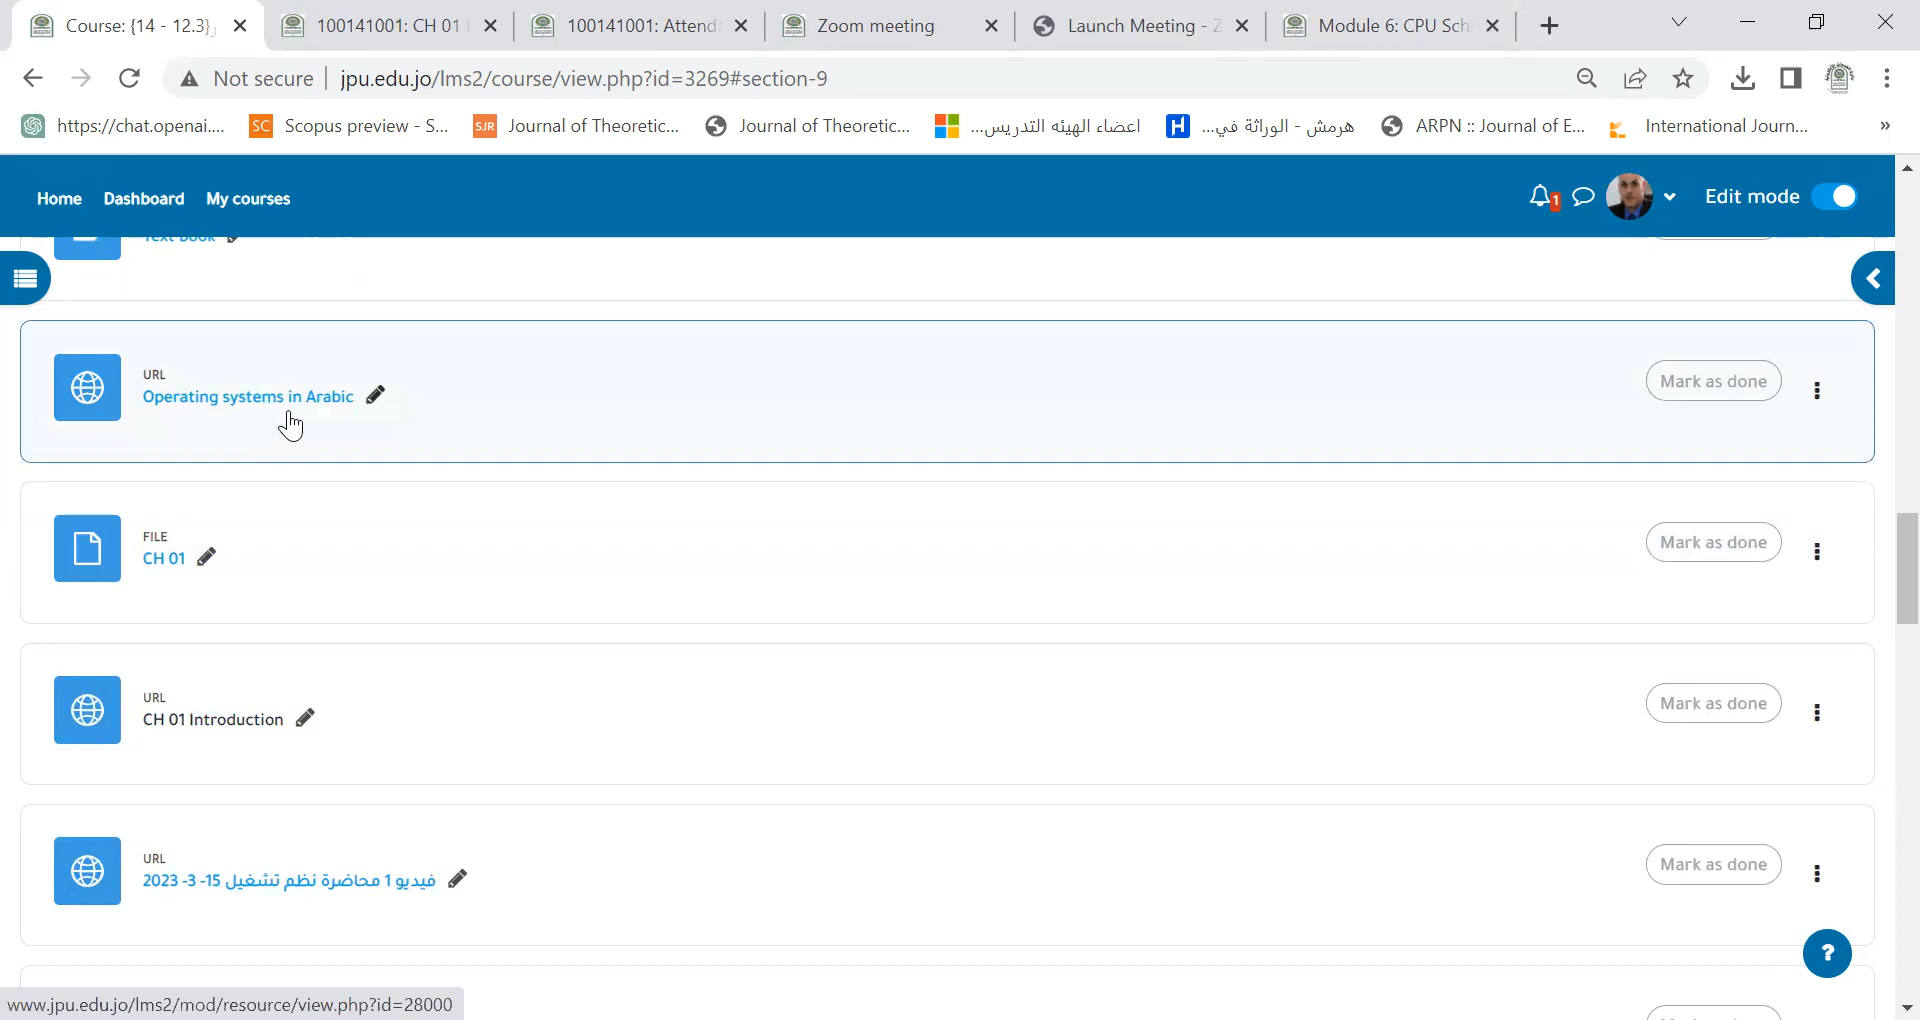 Course: {14 - 12.3}
100141001: CH 01
100141001: Attend
Zoom meeting
Launch Meeting - Z
Module 6: CPU Sch
Not secure
jpu.edu.jo/lms2/course/view.php?id=3269#section-9
https://chat.openai....
SC Scopus preview - S...
SJR Journal of Theoretic...
Journal of Theoretic...
اعضاء الهيئه التدريس...
H هرمش - الوراثة في...
ARPN :: Journal of E...
International Journ...
»
Home
Dashboard
My courses
1
Edit mode
Text Book
URL
Operating systems in Arabic
Mark as done
FILE
CH 01
Mark as done
URL
CH 01 Introduction
Mark as done
URL
فيديو 1 محاضرة نظم تشغيل 15- 3- 2023
Mark as done
?
www.jpu.edu.jo/lms2/mod/resource/view.php?id=28000